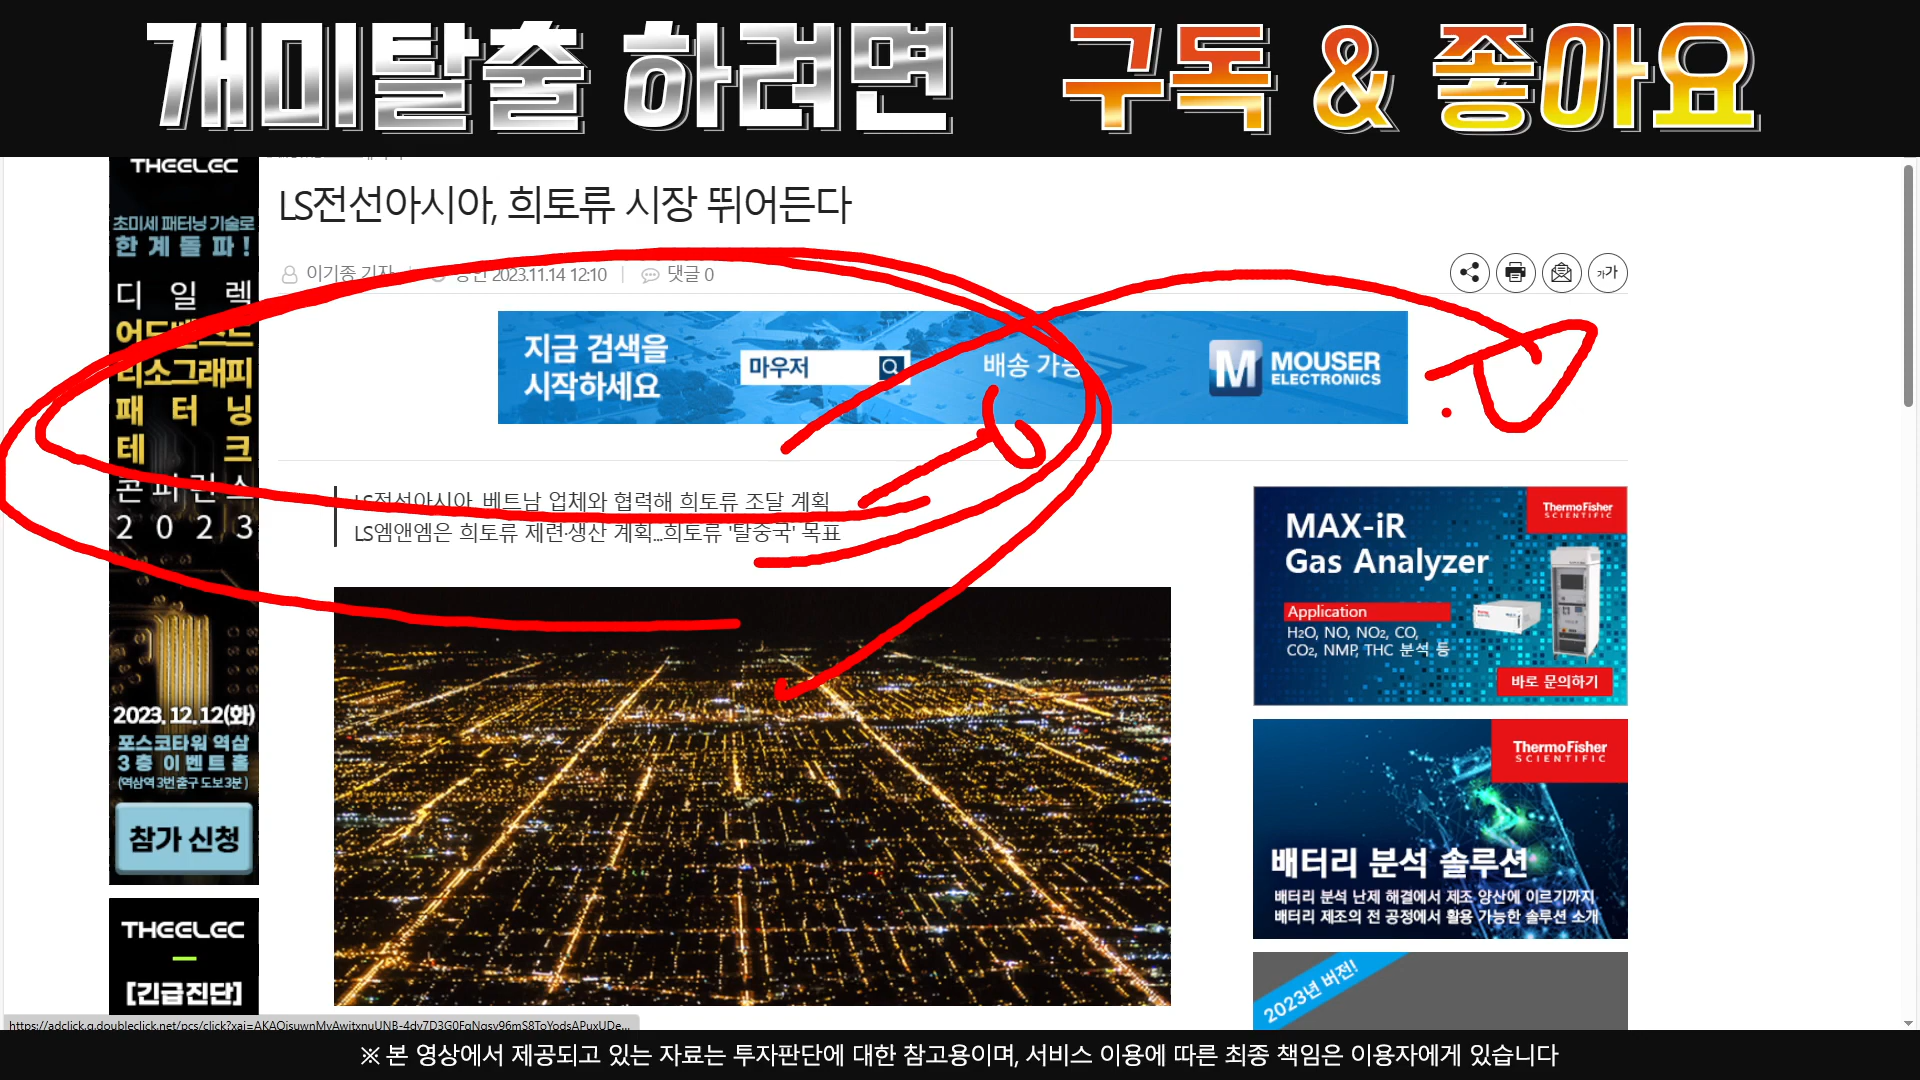 개미탈출 하려면 구독 & 좋아요
THEELEC
초미세 패터닝 기술로
한계돌파!
디일렉
어드밴스드
리소그래피
패터닝
테크
콘퍼런스
2023
2023. 12. 12(화)
포스코타워 역삼
3층 이벤트홀
(역삼역 3번 출구 도보 3분)
참가 신청
THEELEC
[긴급진단]
LS전선아시아, 희토류 시장 뛰어든다
이기종 기자
승인 2023.11.14 12:10
댓글 0
가가
지금 검색을
시작하세요
마우저
배송 가능
M MOUSER
ELECTRONICS
LS전선아시아, 베트남 업체와 협력해 희토류 조달 계획
LS엠앤엠은 희토류 제련·생산 계획...희토류 '탈중국' 목표
ThermoFisher
SCIENTIFIC
MAX-iR
Gas Analyzer
Application
H2O, NO, NO2, CO,
CO2, NMP, THC 분석 등
바로 문의하기
ThermoFisher
SCIENTIFIC
배터리 분석 솔루션
배터리 분석 난제 해결에서 제조 양산에 이르기까지
배터리 제조의 전 공정에서 활용 가능한 솔루션 소개
2023년 버전!
※ 본 영상에서 제공되고 있는 자료는 투자판단에 대한 참고용이며, 서비스 이용에 따른 최종 책임은 이용자에게 있습니다